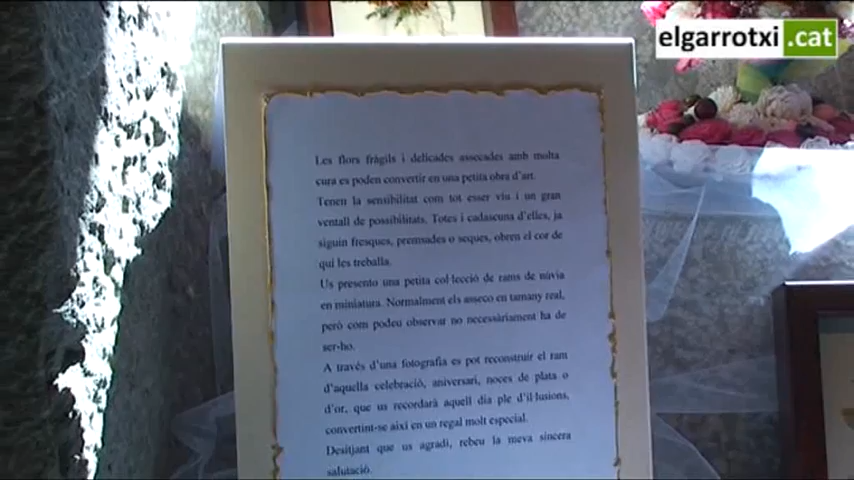 elgarrotxi.cat
Les flors fràgils i delicades assecades amb molta
cura es poden convertir en una petita obra d'art.
Tenen la sensibilitat com tot esser viu i un gran
ventall de possibilitats. Totes i cadascuna d'elles, ja
siguin fresques, premsades o seques, obren el cor de
qui les treballa.
Us presento una petita col·lecció de rams de núvia
en miniatura. Normalment els asseco en tamany real,
però com podeu observar no necessàriament ha de
ser-ho.
A través d'una fotografia es pot reconstruir el ram
d'aquella celebració, aniversari, noces de plata o
d'or, que us recordarà aquell dia ple d'il·lusions,
convertint-se així en un regal molt especial.
Desitjant que us agradi, rebeu la meva sincera
salutació.